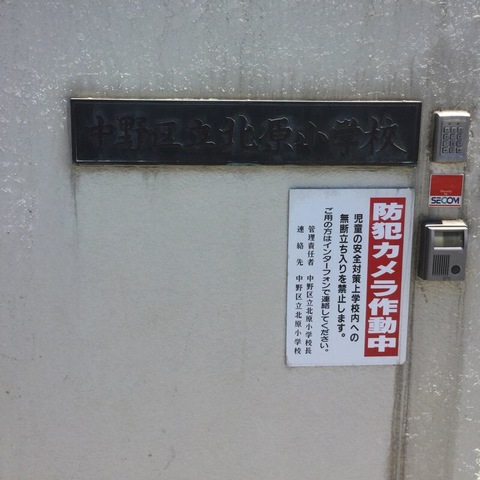 中野区立北原小学校
SECOM
防犯カメラ作動中
児童の安全対策上学校内への
無断立ち入りを禁止します。
ご用の方はインターフォンで連絡してください。
管理責任者 中野区立北原小学校長
連絡先 中野区立北原小学校